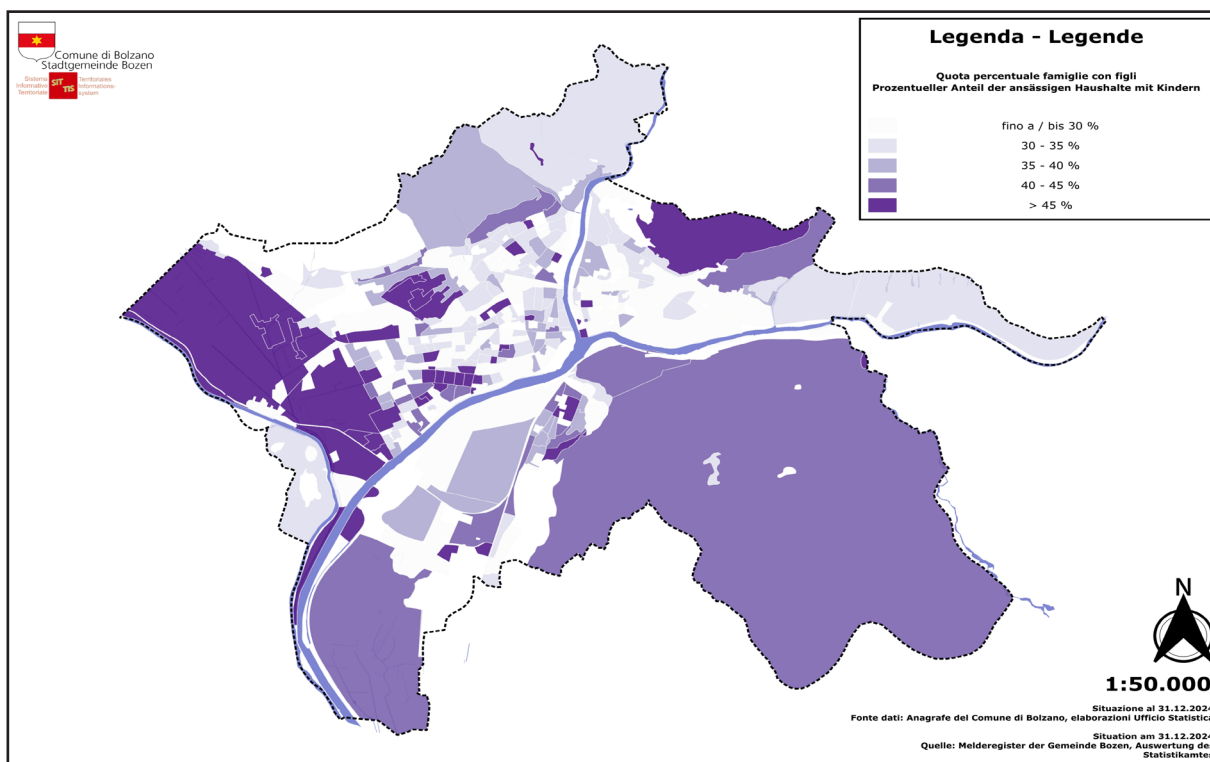 Comune di Bolzano
Stadtgemeinde Bozen
Sistema
Informativo
Territoriale
SIT
TIS
Territoriales
Informations-
system
Legenda - Legende
Quota percentuale famiglie con figli
Prozentueller Anteil der ansässigen Haushalte mit Kindern
fino a / bis 30 %
30 - 35 %
35 - 40 %
40 - 45 %
> 45 %
N
1:50.000
Situazione al 31.12.2024
Fonte dati: Anagrafe del Comune di Bolzano, elaborazioni Ufficio Statistica
Situation am 31.12.2024
Quelle: Melderegister der Gemeinde Bozen, Auswertung des
Statistikamtes